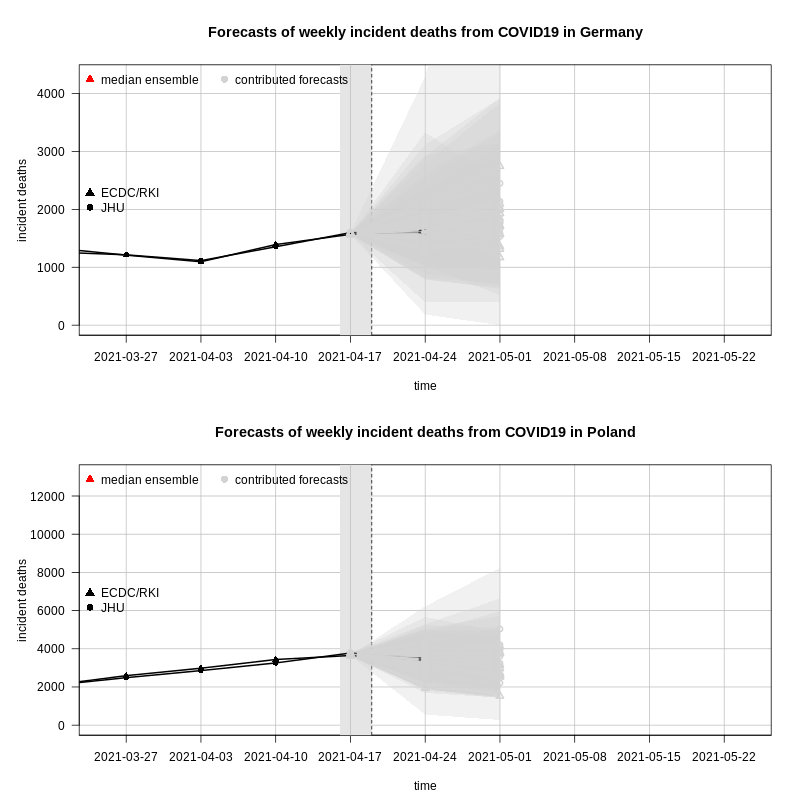 Forecasts of weekly incident deaths from COVID19 in Germany
median ensemble
contributed forecasts
ECDC/RKI
JHU
incident deaths
4000
3000
2000
1000
0
2021-03-27 2021-04-03 2021-04-10 2021-04-17 2021-04-24 2021-05-01 2021-05-08 2021-05-15 2021-05-22
time
Forecasts of weekly incident deaths from COVID19 in Poland
median ensemble
contributed forecasts
ECDC/RKI
JHU
incident deaths
12000
10000
8000
6000
4000
2000
0
2021-03-27 2021-04-03 2021-04-10 2021-04-17 2021-04-24 2021-05-01 2021-05-08 2021-05-15 2021-05-22
time